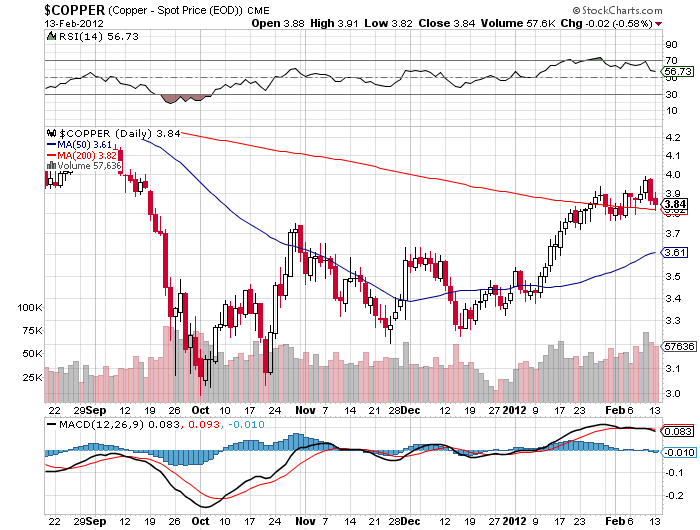 $COPPER (Copper - Spot Price (EOD)) CME
© StockCharts.com
13-Feb-2012
Open 3.88 High 3.91 Low 3.82 Close 3.84 Volume 57.6K Chg -0.02 (-0.58%)
RSI(14) 56.73
90
70
56.73
50
30
10
$COPPER (Daily) 3.84
MA(50) 3.61
MA(200) 3.82
Volume 57,636
4.2
4.1
4.0
3.9
3.84
3.82
3.7
3.61
3.5
3.4
3.3
57636
3.1
3.0
100K
75K
50K
25K
22 29 Sep 12 19 26 Oct 10 17 24 Nov 7 14 21 28 Dec 12 19 27 2012 9 17 23 Feb 6 13
MACD(12,26,9) 0.083, 0.093, -0.010
0.083
-0.010
-0.1
-0.2
22 29 Sep 12 19 26 Oct 10 17 24 Nov 7 14 21 28 Dec 12 19 27 2012 9 17 23 Feb 6 13